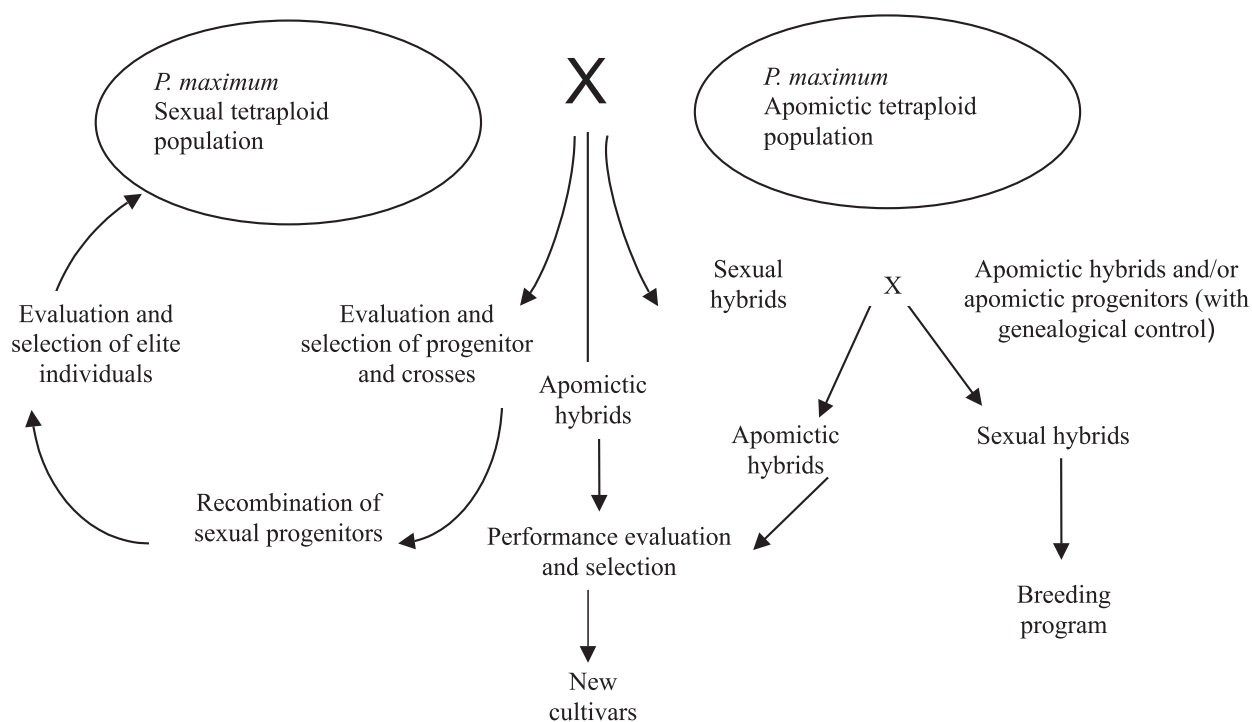 P. maximum
Sexual tetraploid
population
X
P. maximum
Apomictic tetraploid
population
Evaluation and
selection of elite
individuals
Evaluation and
selection of progenitor
and crosses
Apomictic
hybrids
Sexual
hybrids
X
Apomictic hybrids and/or
apomictic progenitors (with
genealogical control)
Apomictic
hybrids
Sexual hybrids
Recombination of
sexual progenitors
Performance evaluation
and selection
Breeding
program
New
cultivars